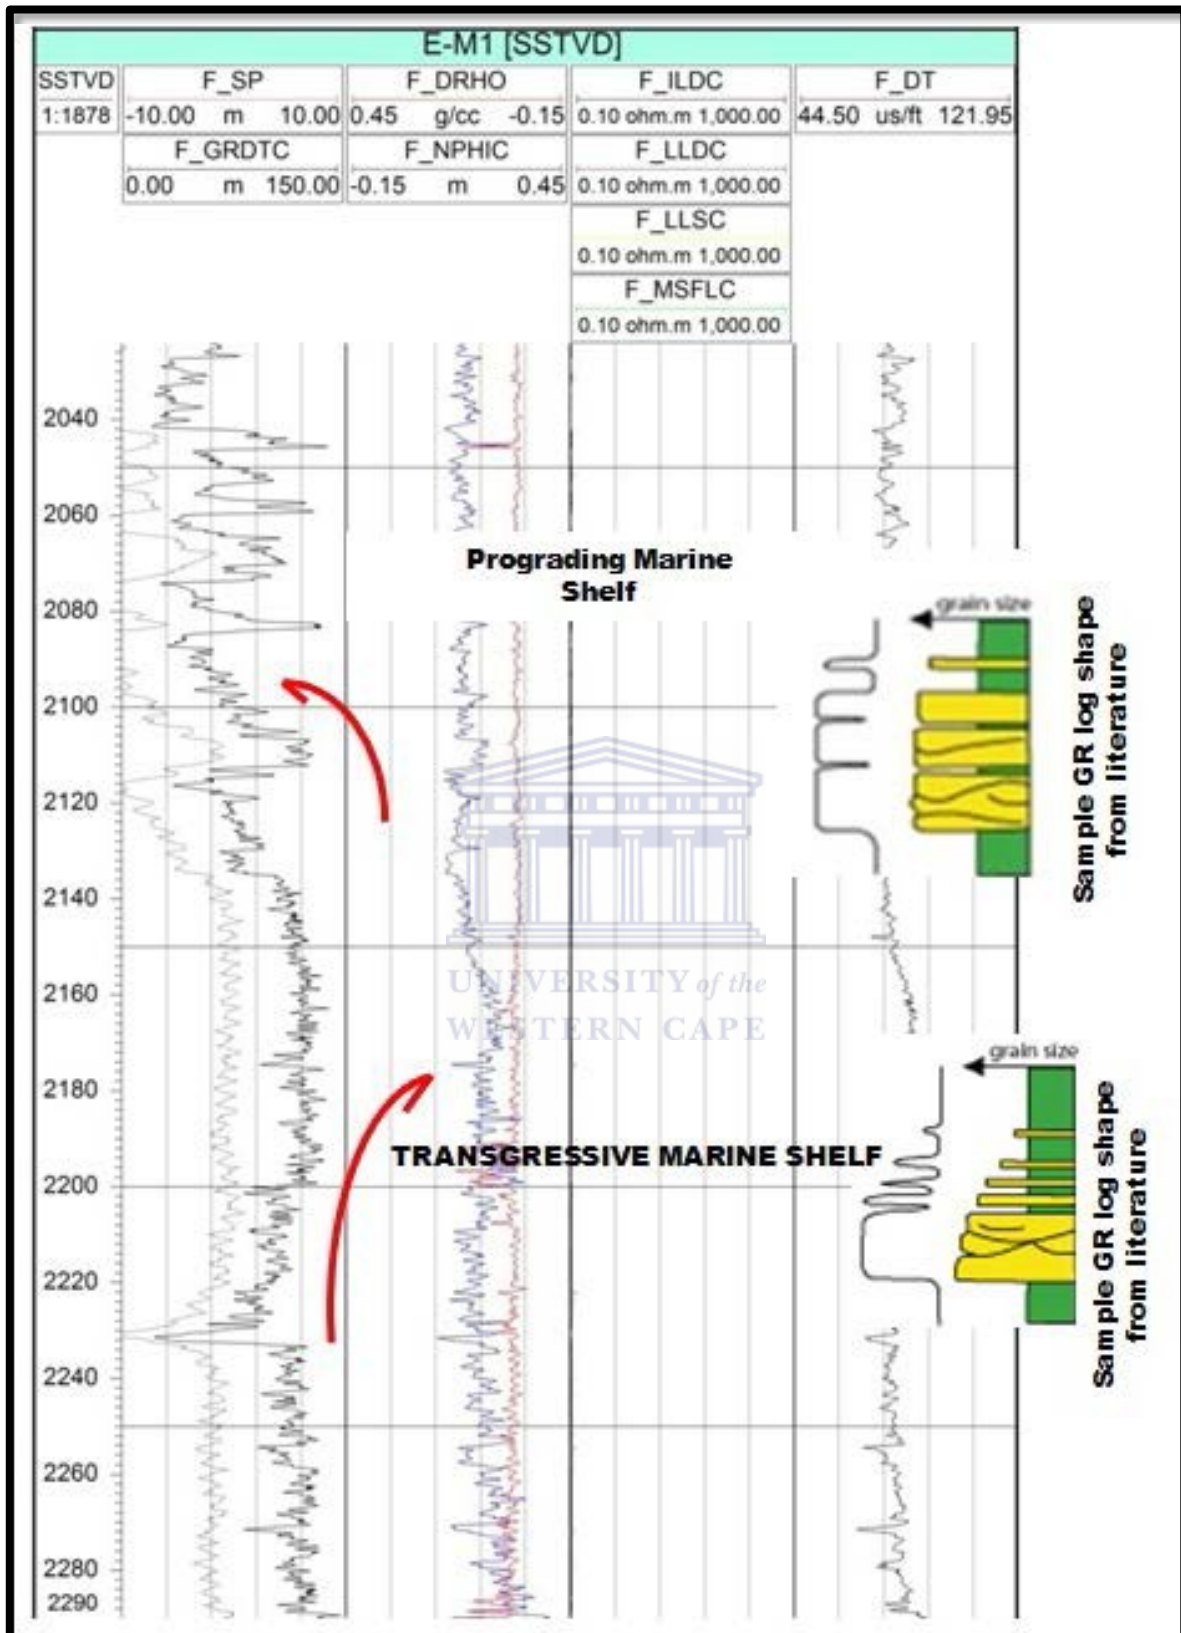 E-M1 [SSTVD]
SSTVD F_SP F_DRHO F_ILDC F_DT
1:1878 -10.00 m 10.00 0.45 g/cc -0.15 0.10 ohm.m 1,000.00 44.50 us/ft 121.95
F_GRDTC F_NPHIC F_LLDC
0.00 m 150.00 -0.15 m 0.45 0.10 ohm.m 1,000.00
F_LLSC
0.10 ohm.m 1,000.00
F_MSFLC
0.10 ohm.m 1,000.00
2040
2060
Prograding Marine
Shelf
2080
grain size
Sample GR log shape
from literature
2100
2120
2140
2160
UNIVERSITY of the
WESTERN CAPE
grain size
2180
TRANSGRESSIVE MARINE SHELF
Sample GR log shape
from literature
2200
2220
2240
2260
2280
2290